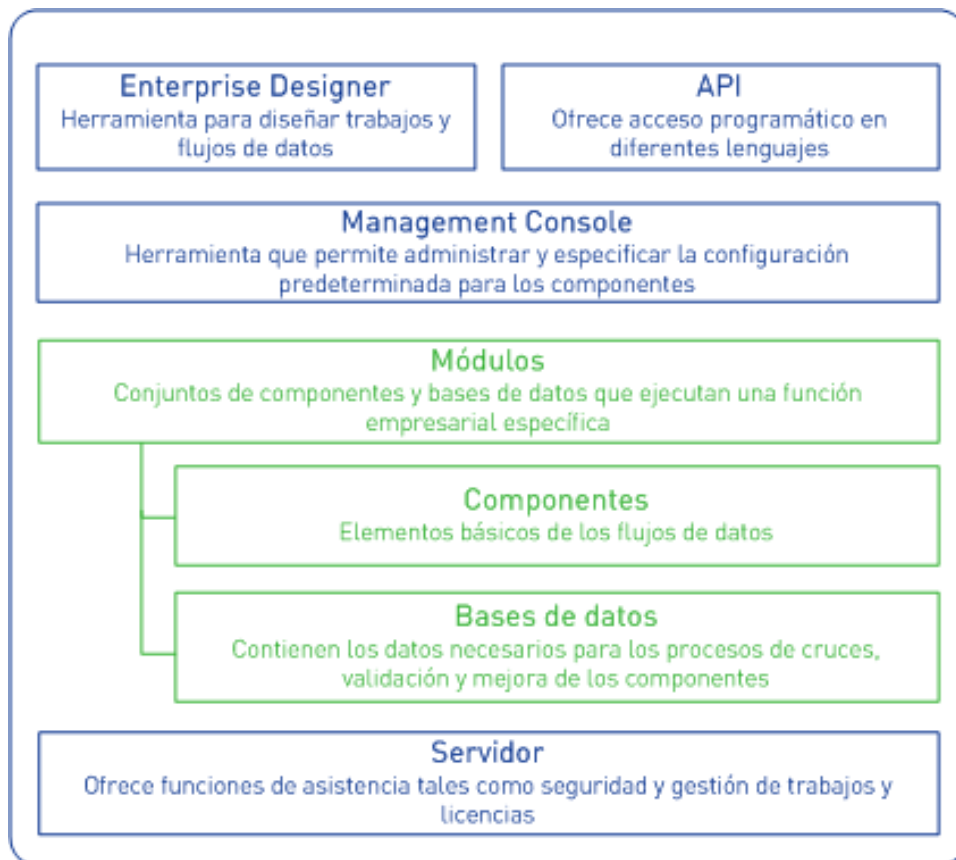 Enterprise Designer
Herramienta para diseñar trabajos y
flujos de datos
API
Ofrece acceso programático en
diferentes lenguajes
Management Console
Herramienta que permite administrar y especificar la configuración
predeterminada para los componentes
Módulos
Conjuntos de componentes y bases de datos que ejecutan una función
empresarial específica
Componentes
Elementos básicos de los flujos de datos
Bases de datos
Contienen los datos necesarios para los procesos de cruces,
validación y mejora de los componentes
Servidor
Ofrece funciones de asistencia tales como seguridad y gestión de trabajos y
licencias